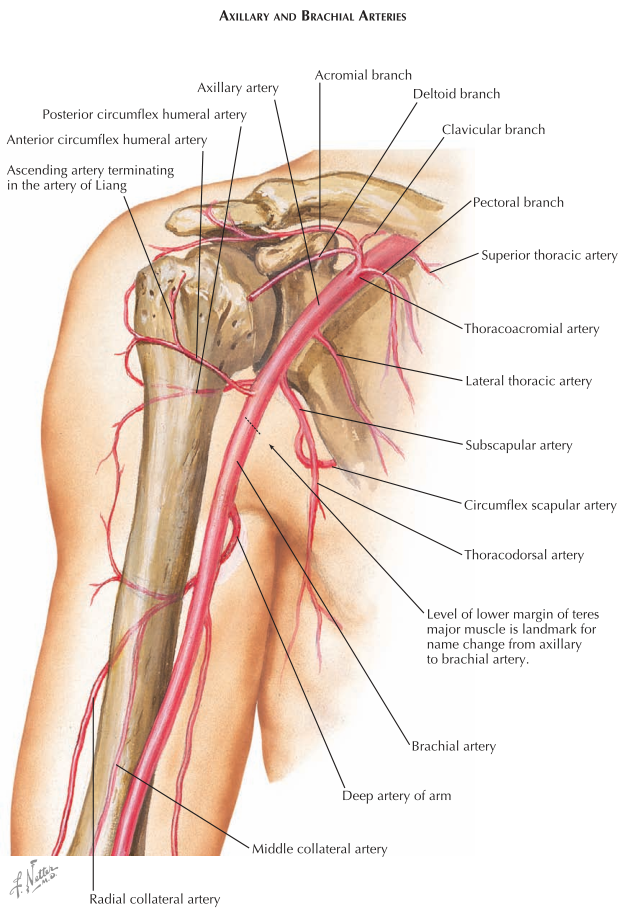 AXILLARY AND BRACHIAL ARTERIES
Acromial branch
Axillary artery
Deltoid branch
Posterior circumflex humeral artery
Clavicular branch
Anterior circumflex humeral artery
Ascending artery terminating
in the artery of Liang
Pectoral branch
Superior thoracic artery
Thoracoacromial artery
Lateral thoracic artery
Subscapular artery
Circumflex scapular artery
Thoracodorsal artery
Level of lower margin of teres
major muscle is landmark for
name change from axillary
to brachial artery.
Brachial artery
Deep artery of arm
Middle collateral artery
Radial collateral artery
F. Netter
M.D.